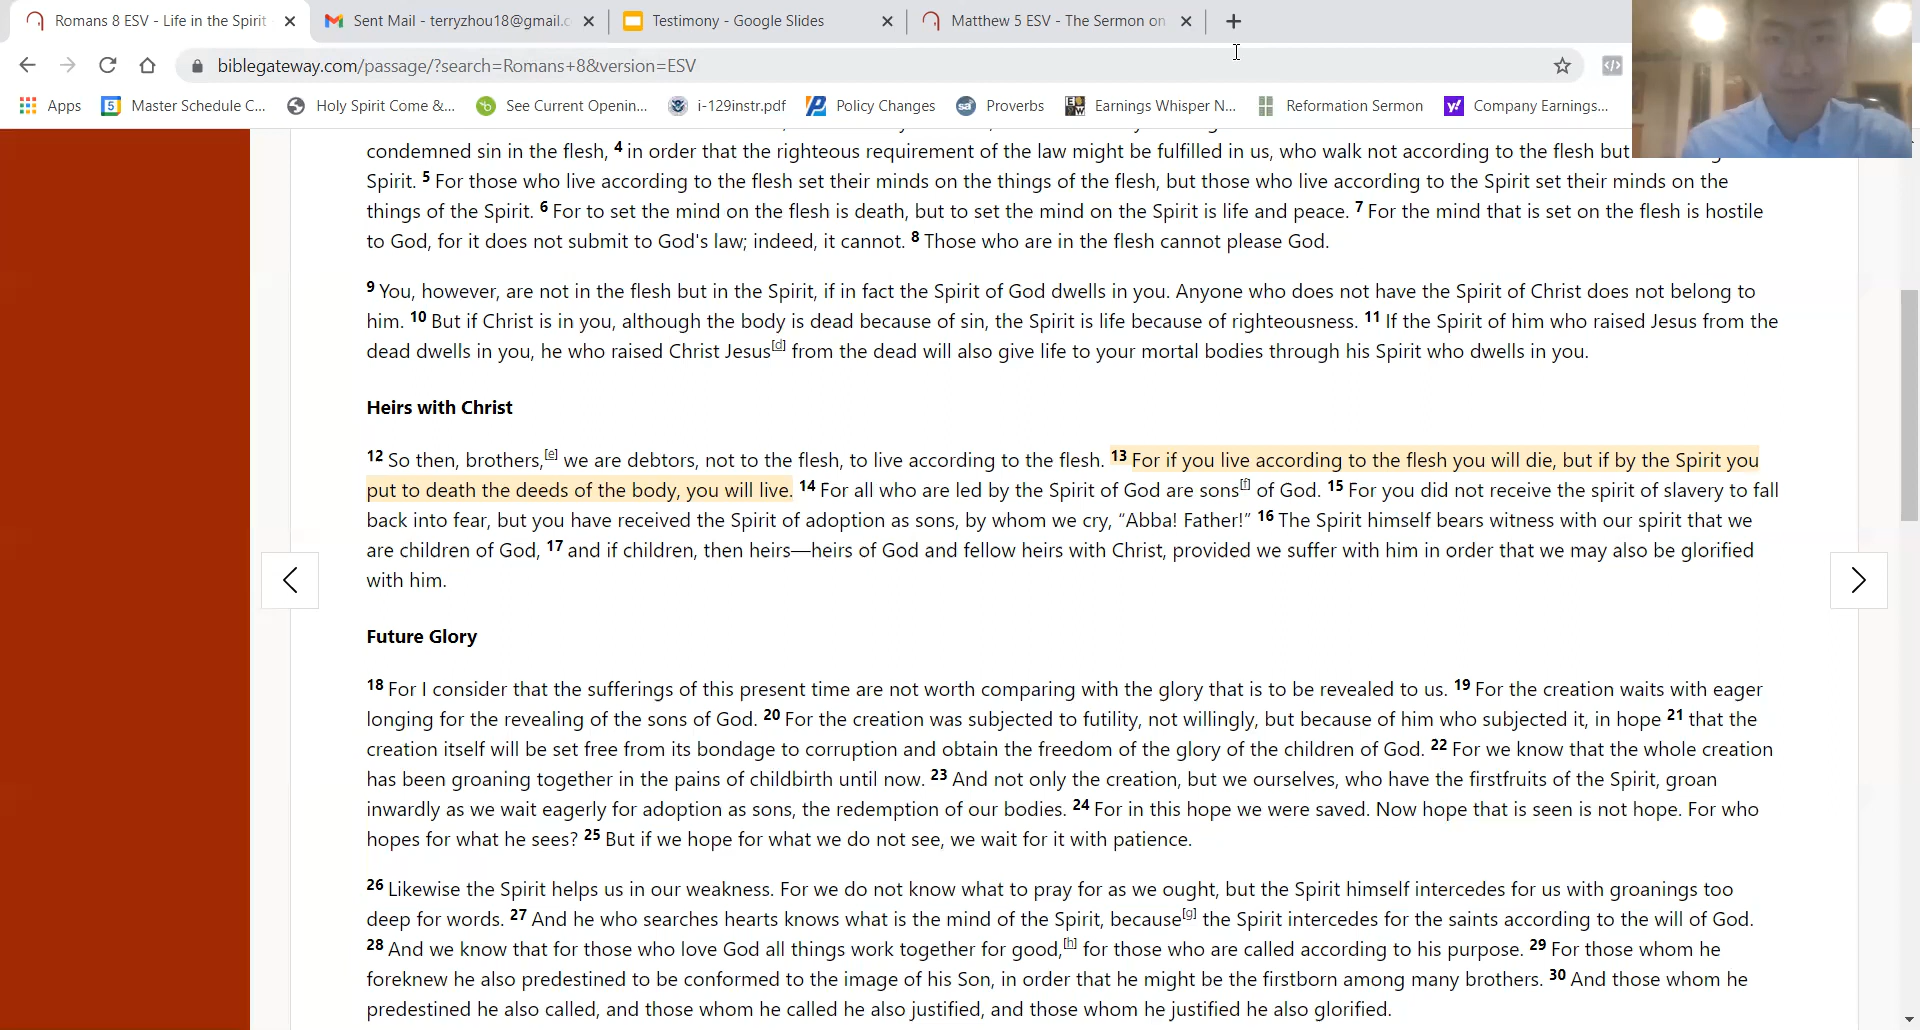 Romans 8 ESV - Life in the Spirit
Sent Mail - terryzhou18@gmail.c
Testimony - Google Slides
Matthew 5 ESV - The Sermon on
biblegateway.com/passage/?search=Romans+8&version=ESV
Apps
5 Master Schedule C...
Holy Spirit Come &...
See Current Openin...
i-129instr.pdf
Policy Changes
sa Proverbs
Earnings Whisper N...
Reformation Sermon
y! Company Earnings...
condemned sin in the flesh, 4 in order that the righteous requirement of the law might be fulfilled in us, who walk not according to the flesh but
Spirit. 5 For those who live according to the flesh set their minds on the things of the flesh, but those who live according to the Spirit set their minds on the
things of the Spirit. 6 For to set the mind on the flesh is death, but to set the mind on the Spirit is life and peace. 7 For the mind that is set on the flesh is hostile
to God, for it does not submit to God's law; indeed, it cannot. 8 Those who are in the flesh cannot please God.
9 You, however, are not in the flesh but in the Spirit, if in fact the Spirit of God dwells in you. Anyone who does not have the Spirit of Christ does not belong to
him. 10 But if Christ is in you, although the body is dead because of sin, the Spirit is life because of righteousness. 11 If the Spirit of him who raised Jesus from the
dead dwells in you, he who raised Christ Jesus[d] from the dead will also give life to your mortal bodies through his Spirit who dwells in you.
Heirs with Christ
12 So then, brothers,[e] we are debtors, not to the flesh, to live according to the flesh. 13 For if you live according to the flesh you will die, but if by the Spirit you
put to death the deeds of the body, you will live. 14 For all who are led by the Spirit of God are sons[f] of God. 15 For you did not receive the spirit of slavery to fall
back into fear, but you have received the Spirit of adoption as sons, by whom we cry, “Abba! Father!” 16 The Spirit himself bears witness with our spirit that we
are children of God, 17 and if children, then heirs—heirs of God and fellow heirs with Christ, provided we suffer with him in order that we may also be glorified
with him.
Future Glory
18 For I consider that the sufferings of this present time are not worth comparing with the glory that is to be revealed to us. 19 For the creation waits with eager
longing for the revealing of the sons of God. 20 For the creation was subjected to futility, not willingly, but because of him who subjected it, in hope 21 that the
creation itself will be set free from its bondage to corruption and obtain the freedom of the glory of the children of God. 22 For we know that the whole creation
has been groaning together in the pains of childbirth until now. 23 And not only the creation, but we ourselves, who have the firstfruits of the Spirit, groan
inwardly as we wait eagerly for adoption as sons, the redemption of our bodies. 24 For in this hope we were saved. Now hope that is seen is not hope. For who
hopes for what he sees? 25 But if we hope for what we do not see, we wait for it with patience.
26 Likewise the Spirit helps us in our weakness. For we do not know what to pray for as we ought, but the Spirit himself intercedes for us with groanings too
deep for words. 27 And he who searches hearts knows what is the mind of the Spirit, because[g] the Spirit intercedes for the saints according to the will of God.
28 And we know that for those who love God all things work together for good,[h] for those who are called according to his purpose. 29 For those whom he
foreknew he also predestined to be conformed to the image of his Son, in order that he might be the firstborn among many brothers. 30 And those whom he
predestined he also called, and those whom he called he also justified, and those whom he justified he also glorified.